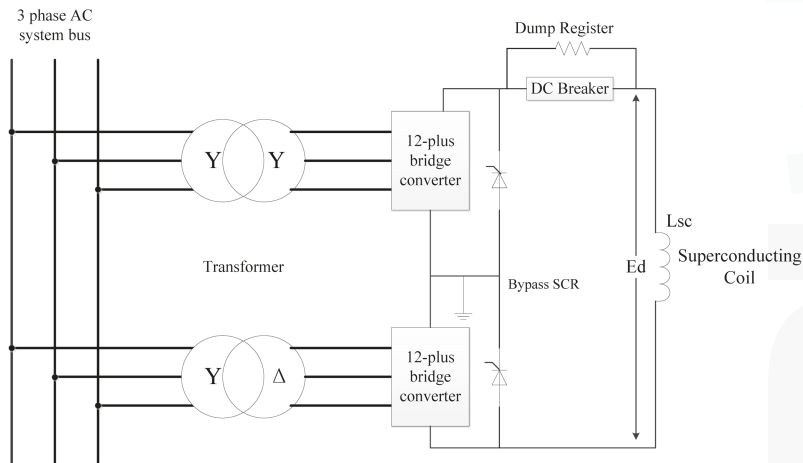 3 phase AC
system bus
Dump Register
DC Breaker
12-plus
bridge
converter
Y
Y
Lsc
Superconducting
Coil
Ed
Transformer
Bypass SCR
12-plus
bridge
converter
Y
Δ